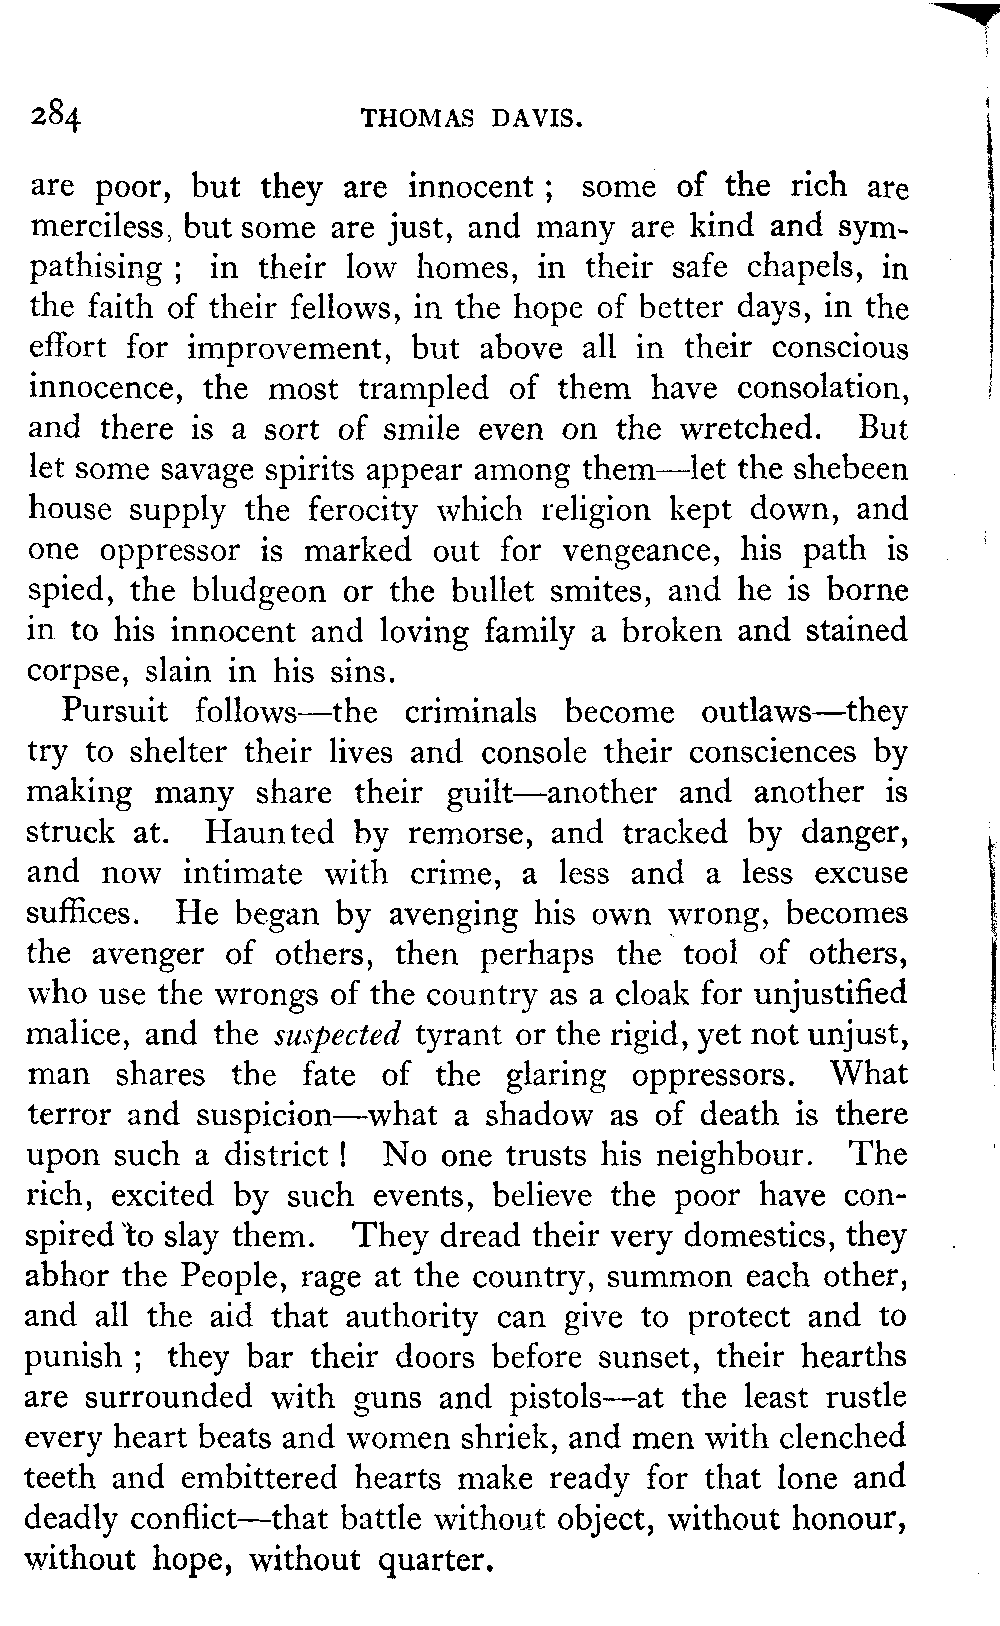 284 THOMAS DAVIS.
are poor, but they are innocent ; some of the rich are
merciless, but some are just, and many are kind and sym-
pathising ; in their low homes, in their safe chapels, in
the faith of their fellows, in the hope of better days, in the
effort for improvement, but above all in their conscious
innocence, the most trampled of them have consolation,
and there is a sort of smile even on the wretched. But
let some savage spirits appear among them—let the shebeen
house supply the ferocity which religion kept down, and
one oppressor is marked out for vengeance, his path is
spied, the bludgeon or the bullet smites, and he is borne
in to his innocent and loving family a broken and stained
corpse, slain in his sins.
Pursuit follows—the criminals become outlaws—they
try to shelter their lives and console their consciences by
making many share their guilt—another and another is
struck at. Haunted by remorse, and tracked by danger,
and now intimate with crime, a less and a less excuse
suffices. He began by avenging his own wrong, becomes
the avenger of others, then perhaps the tool of others,
who use the wrongs of the country as a cloak for unjustified
malice, and the suspected tyrant or the rigid, yet not unjust,
man shares the fate of the glaring oppressors. What
terror and suspicion—what a shadow as of death is there
upon such a district ! No one trusts his neighbour. The
rich, excited by such events, believe the poor have con-
spired to slay them. They dread their very domestics, they
abhor the People, rage at the country, summon each other,
and all the aid that authority can give to protect and to
punish ; they bar their doors before sunset, their hearths
are surrounded with guns and pistols—at the least rustle
every heart beats and women shriek, and men with clenched
teeth and embittered hearts make ready for that lone and
deadly conflict—that battle without object, without honour,
without hope, without quarter.